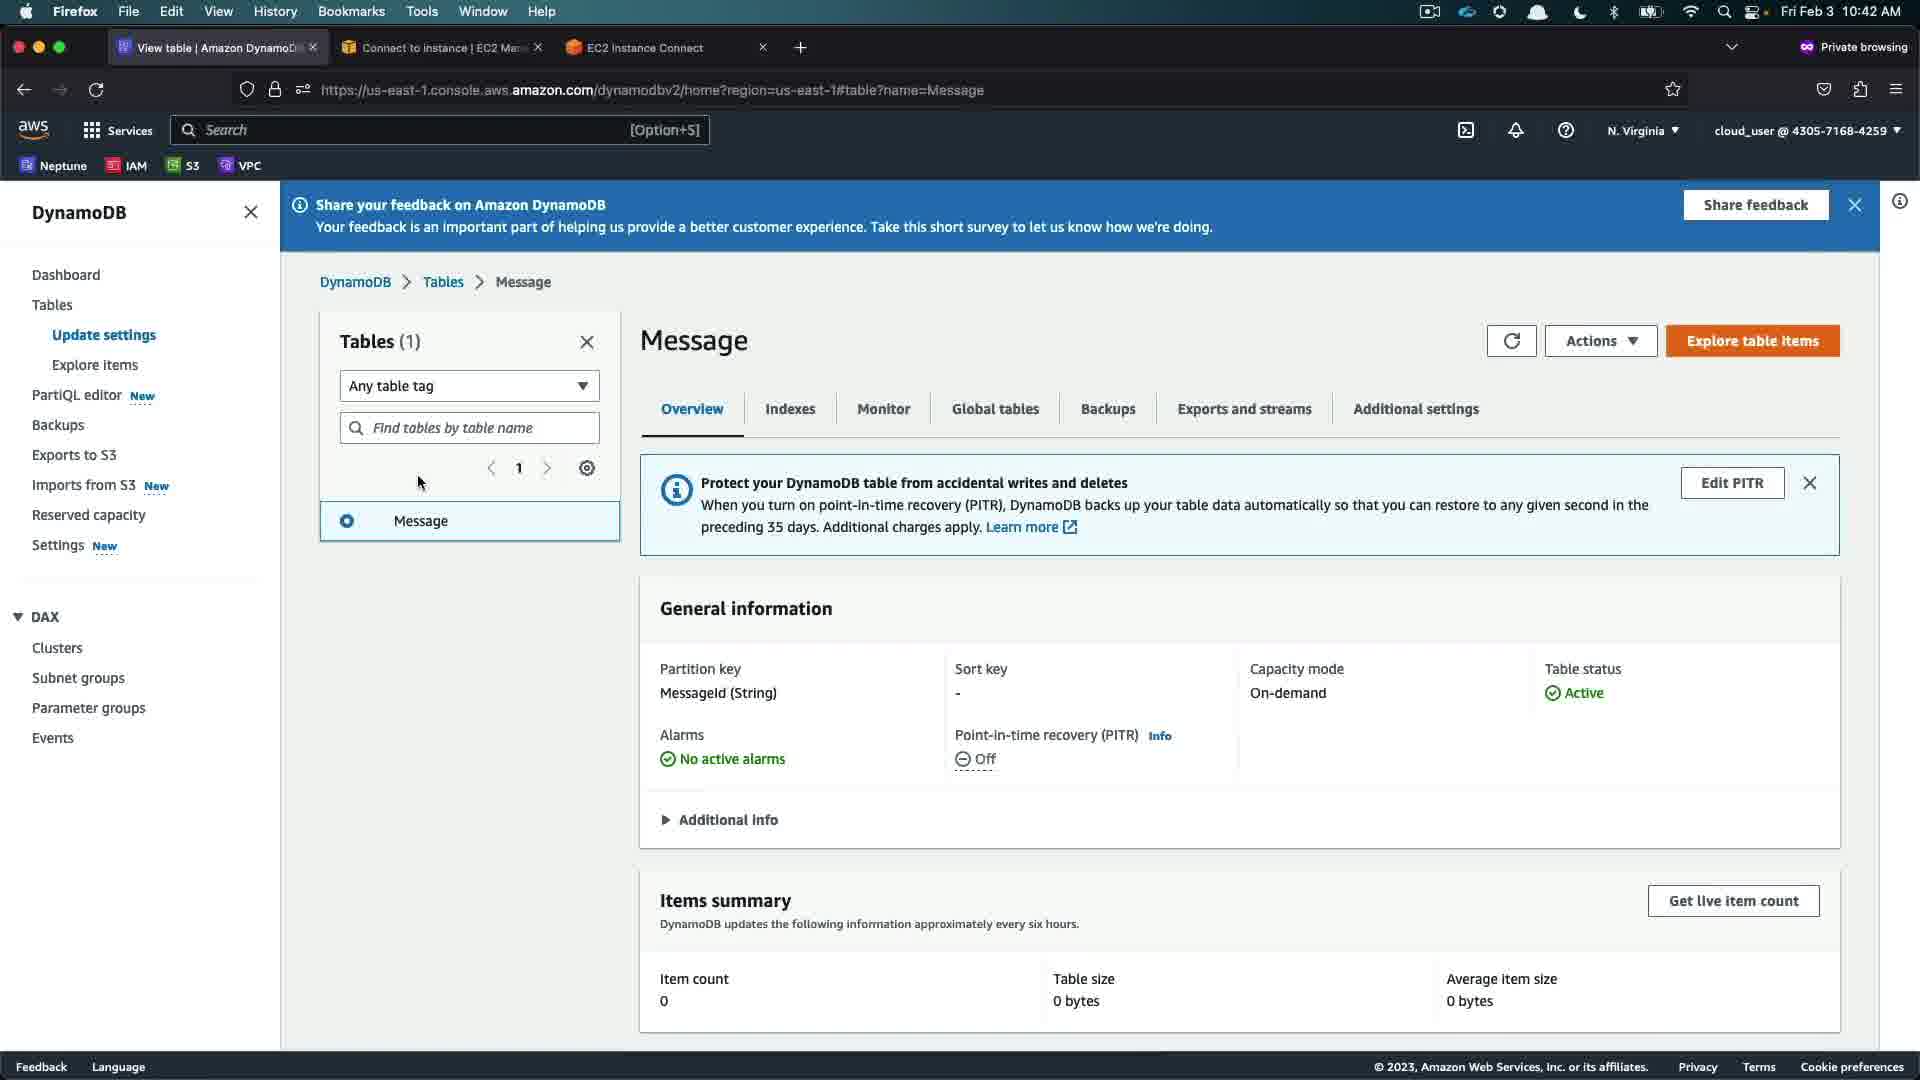 Firefox File Edit View History Bookmarks Tools Window Help Fri Feb 3 10:42 AM
View table | Amazon DynamoD Connect to instance | EC2 Man EC2 Instance Connect Private browsing
https://us-east-1.console.aws.amazon.com/dynamodbv2/home?region=us-east-1#table?name=Message
aws Services Search [Option+S] N. Virginia cloud_user @ 4305-7168-4259
Neptune IAM S3 VPC
DynamoDB
Dashboard
Tables
Update settings
Explore items
PartiQL editor New
Backups
Exports to S3
Imports from S3 New
Reserved capacity
Settings New
DAX
Clusters
Subnet groups
Parameter groups
Events
Share your feedback on Amazon DynamoDB
Your feedback is an important part of helping us provide a better customer experience. Take this short survey to let us know how we're doing.
Share feedback
DynamoDB Tables Message
Tables (1)
Any table tag
Find tables by table name
1
Message
Message
Actions Explore table items
Overview Indexes Monitor Global tables Backups Exports and streams Additional settings
Protect your DynamoDB table from accidental writes and deletes
When you turn on point-in-time recovery (PITR), DynamoDB backs up your table data automatically so that you can restore to any given second in the
preceding 35 days. Additional charges apply. Learn more
Edit PITR
General information
Partition key
MessageId (String)
Sort key
-
Capacity mode
On-demand
Table status
Active
Alarms
No active alarms
Point-in-time recovery (PITR) Info
Off
Additional info
Items summary
DynamoDB updates the following information approximately every six hours.
Get live item count
Item count
0
Table size
0 bytes
Average item size
0 bytes
Feedback Language © 2023, Amazon Web Services, Inc. or its affiliates. Privacy Terms Cookie preferences